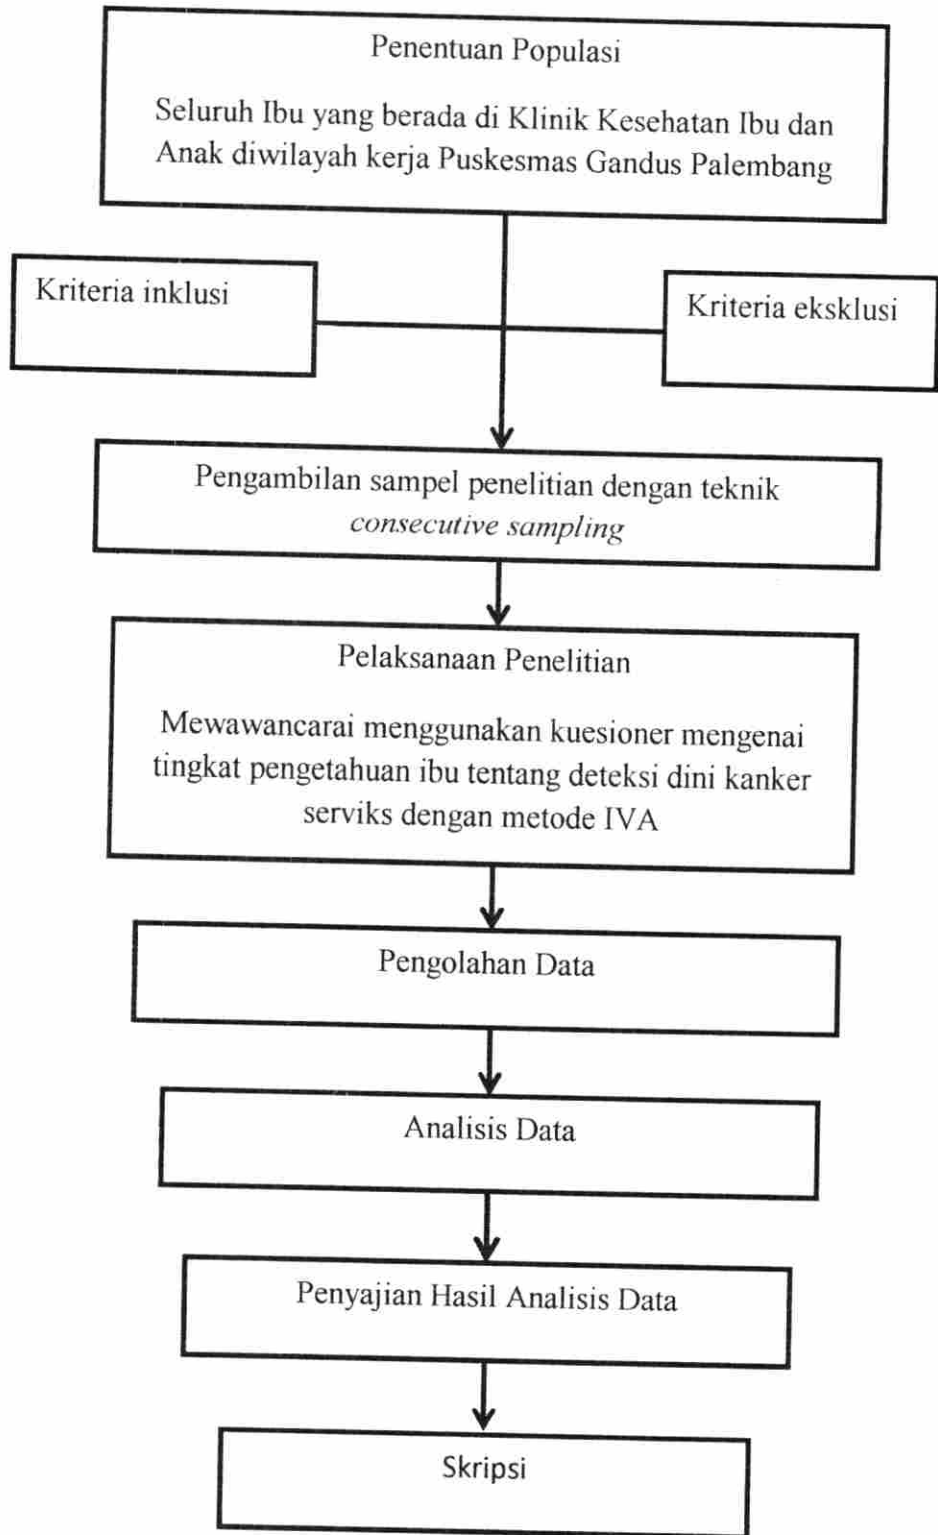 Penentuan Populasi
Seluruh Ibu yang berada di Klinik Kesehatan Ibu dan
Anak diwilayah kerja Puskesmas Gandus Palembang
Kriteria inklusi
Kriteria eksklusi
Pengambilan sampel penelitian dengan teknik
consecutive sampling
Pelaksanaan Penelitian
Mewawancarai menggunakan kuesioner mengenai
tingkat pengetahuan ibu tentang deteksi dini kanker
serviks dengan metode IVA
Pengolahan Data
Analisis Data
Penyajian Hasil Analisis Data
Skripsi